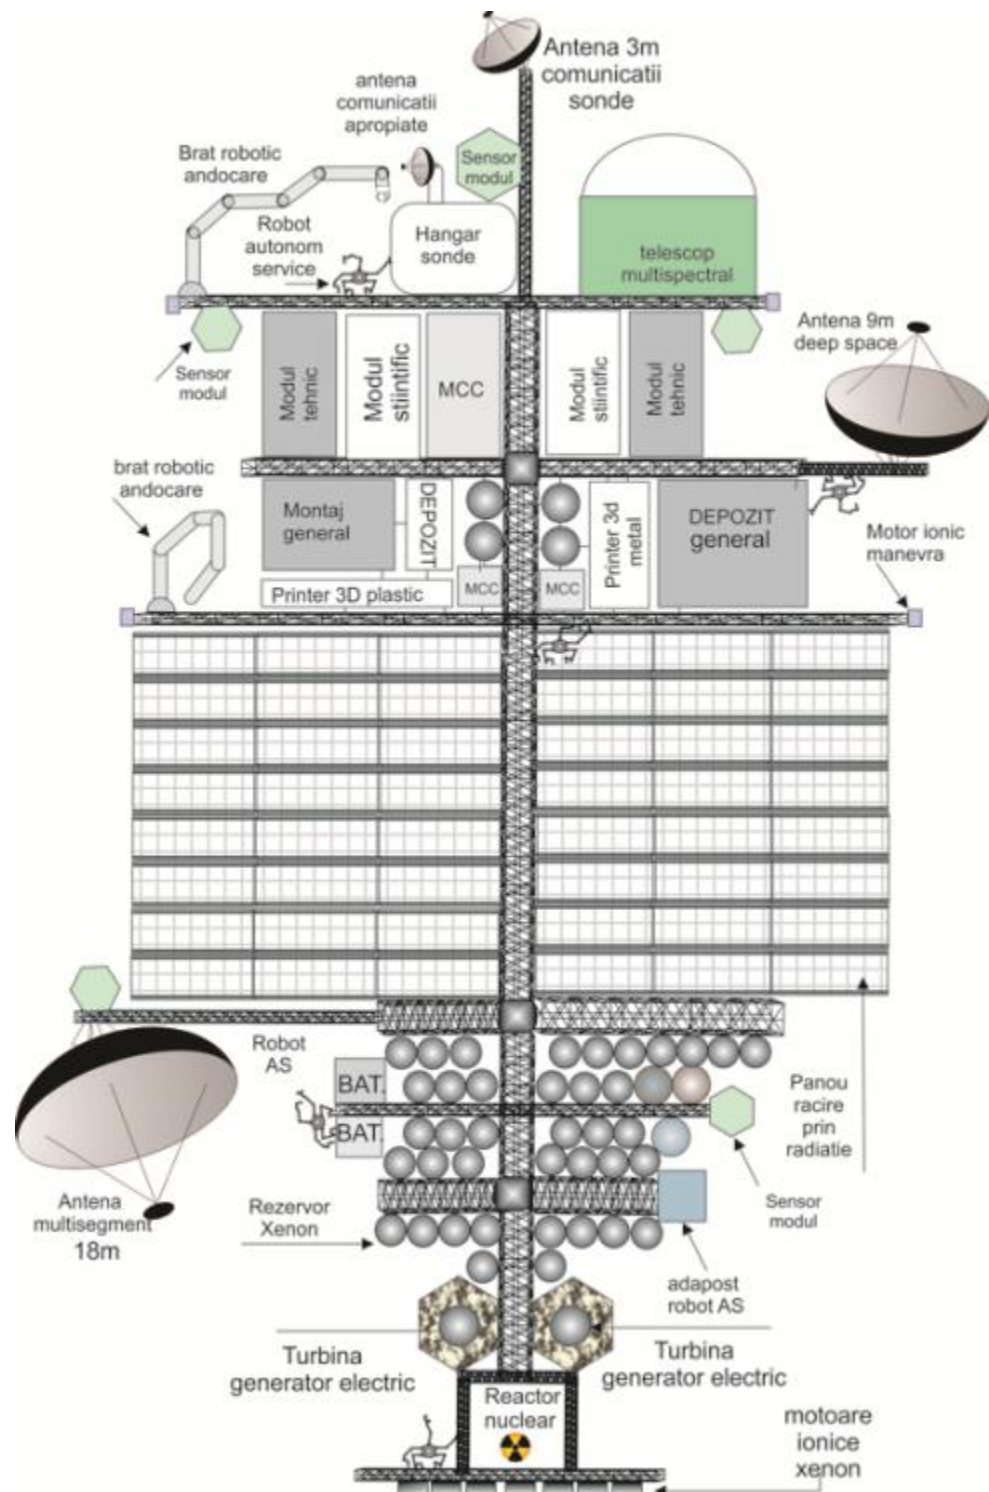 Antena 3m
comunicatii
sonde
antena
comunicatii
apropiate
Brat robotic
andocare
Sensor
modul
Robot
autonom
service
Hangar
sonde
telescop
multispectral
Sensor
modul
Modul
tehnic
Modul
stiintific
MCC
Modul
stiintific
Modul
tehnic
Antena 9m
deep space
brat robotic
andocare
Montaj
general
DEPOZIT
Printer 3D plastic
MCC
MCC
Printer 3d
metal
DEPOZIT
general
Motor ionic
manevra
Robot
AS
BAT.
BAT.
Panou
racire
prin
radiatie
Antena
multisegment
18m
Rezervor
Xenon
Sensor
modul
adapost
robot AS
Turbina
generator electric
Turbina
generator electric
Reactor
nuclear
motoare
ionice
xenon